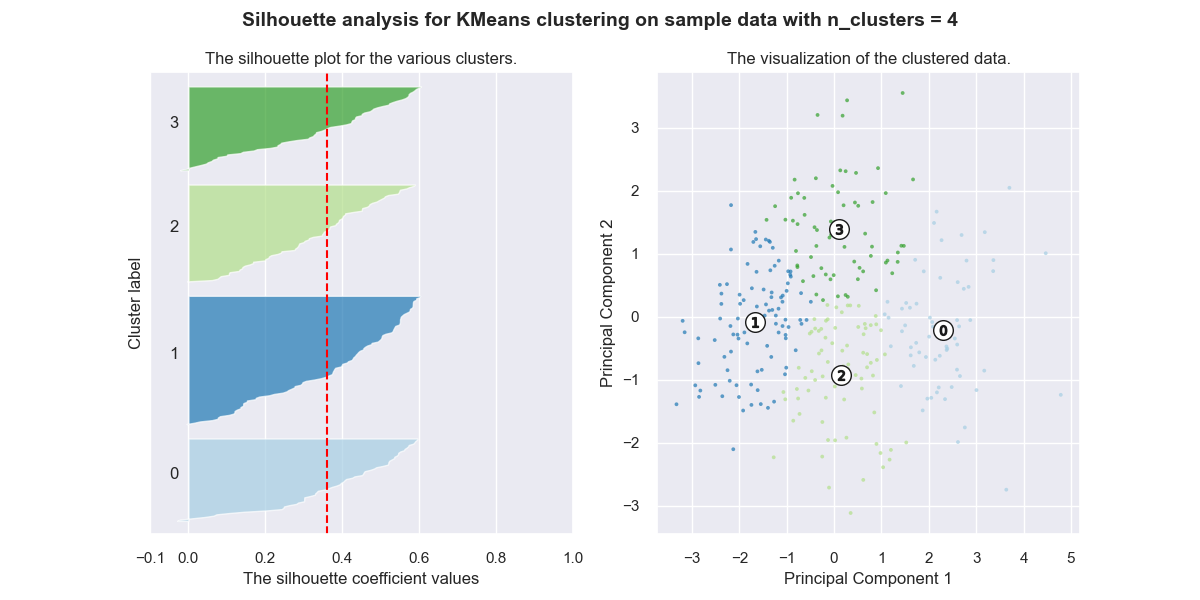 Silhouette analysis for KMeans clustering on sample data with n_clusters = 4
The silhouette plot for the various clusters.
Cluster label
3
2
1
0
−0.1 0.0 0.2 0.4 0.6 0.8 1.0
The silhouette coefficient values
The visualization of the clustered data.
Principal Component 2
3
2
1
0
−1
−2
−3
3
1
0
2
−3 −2 −1 0 1 2 3 4 5
Principal Component 1